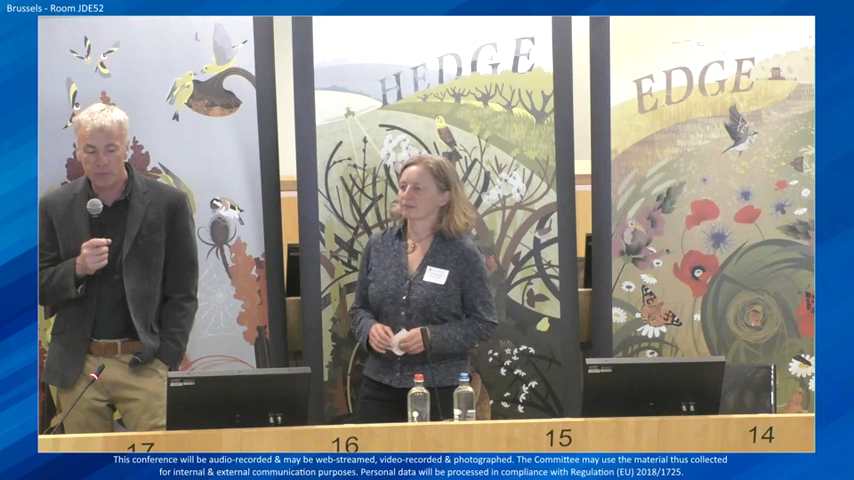 Brussels - Room JDE52
HEDGE
EDGE
17
16
15
14
This conference will be audio-recorded & may be web-streamed, video-recorded & photographed. The Committee may use the material thus collected
for internal & external communication purposes. Personal data will be processed in compliance with Regulation (EU) 2018/1725.